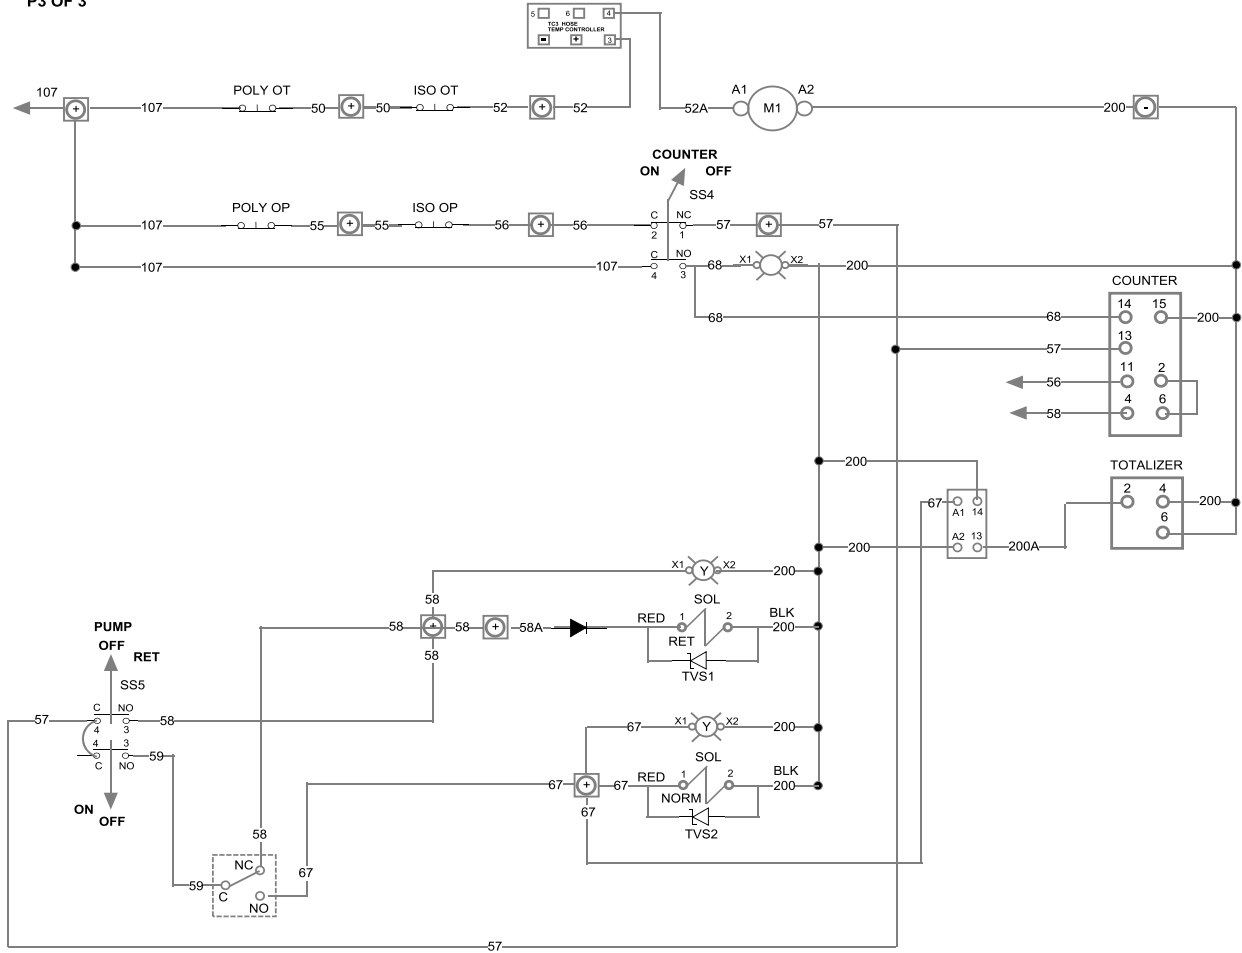 P3 OF 3
5 6 4
TC3 HOSE
TEMP CONTROLLER
- + 3
107
+
107
POLY OT
50
+
50
ISO OT
52
+
52
52A
A1
M1
A2
200
-
COUNTER
ON OFF
SS4
107
POLY OP
55
+
55
ISO OP
56
+
56
C NC
2 1
57
+
57
107
107
C NO
4 3
68
X1 X2
200
COUNTER
68
68
14 15
200
57
13
56
11 2
58
4 6
200
TOTALIZER
67
A1 14
2 4
200
6
200
A2 13
200A
X1 Y X2
200
58
SOL
PUMP
OFF
RET
58
+
58
+
58A
RED
1 2
BLK
200
RET
58
TVS1
SS5
57
C NO
4 3
58
67
X1 Y X2
200
4 3
C NO
59
SOL
67
+
67
RED
1 2
BLK
200
NORM
ON
OFF
67
TVS2
58
NC
67
59
C
NO
57